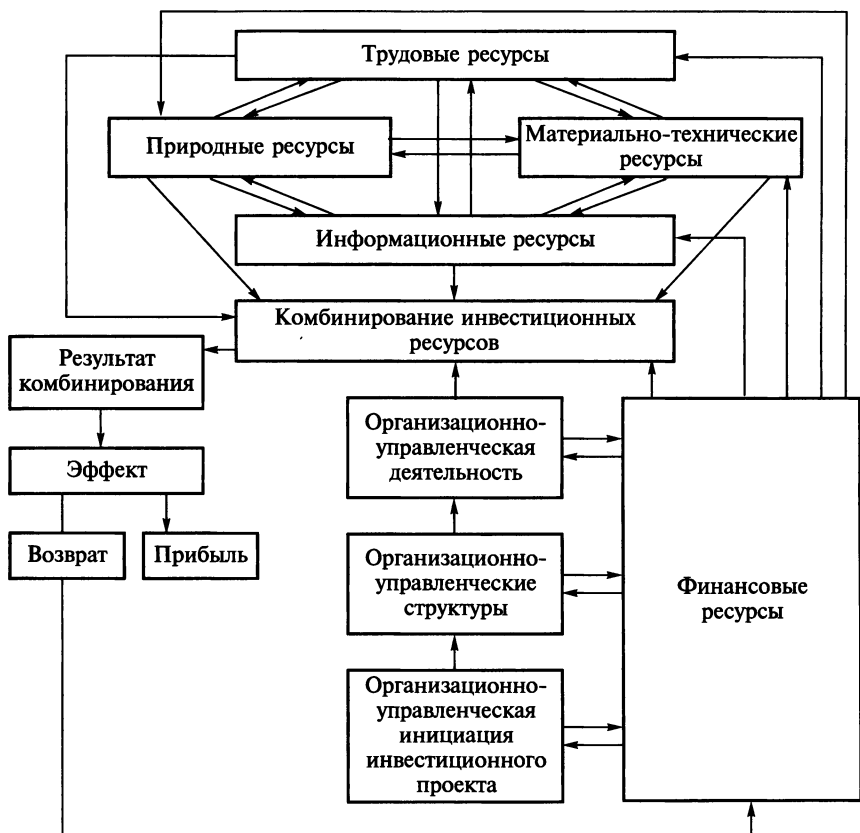 Трудовые ресурсы
Природные ресурсы
Материально-технические
ресурсы
Информационные ресурсы
Комбинирование инвестиционных
ресурсов
Результат
комбинирования
Эффект
Возврат
Прибыль
Организационно-
управленческая
деятельность
Организационно-
управленческие
структуры
Организационно-
управленческая
инициация
инвестиционного
проекта
Финансовые
ресурсы